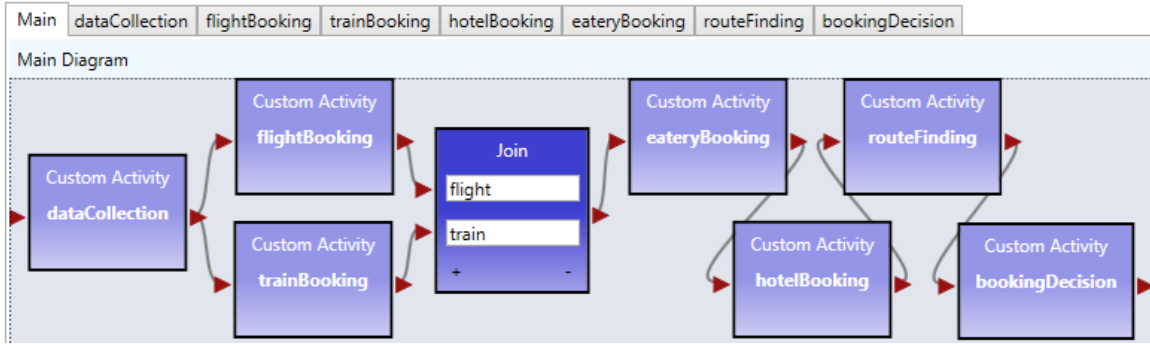 Main dataCollection flightBooking trainBooking hotelBooking eateryBooking routeFinding bookingDecision
Main Diagram
Custom Activity
dataCollection
Custom Activity
flightBooking
Custom Activity
trainBooking
Join
flight
train
+ -
Custom Activity
eateryBooking
Custom Activity
hotelBooking
Custom Activity
routeFinding
Custom Activity
bookingDecision